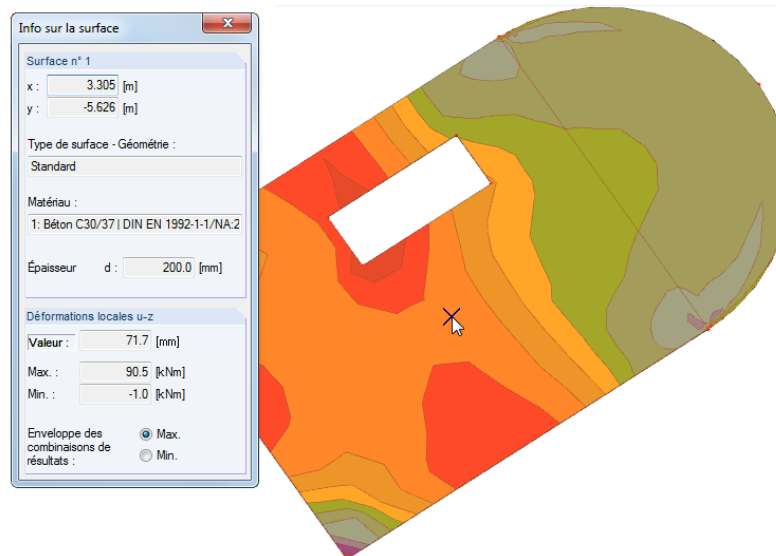 Info sur la surface
Surface n° 1
x : 3.305 [m]
y : -5.626 [m]
Type de surface - Géométrie :
Standard
Matériau :
1: Béton C30/37 | DIN EN 1992-1-1/NA:2
Épaisseur d : 200.0 [mm]
Déformations locales u-z
Valeur : 71.7 [mm]
Max. : 90.5 [kNm]
Min. : -1.0 [kNm]
Enveloppe des
combinaisons de
résultats :
Max.
Min.